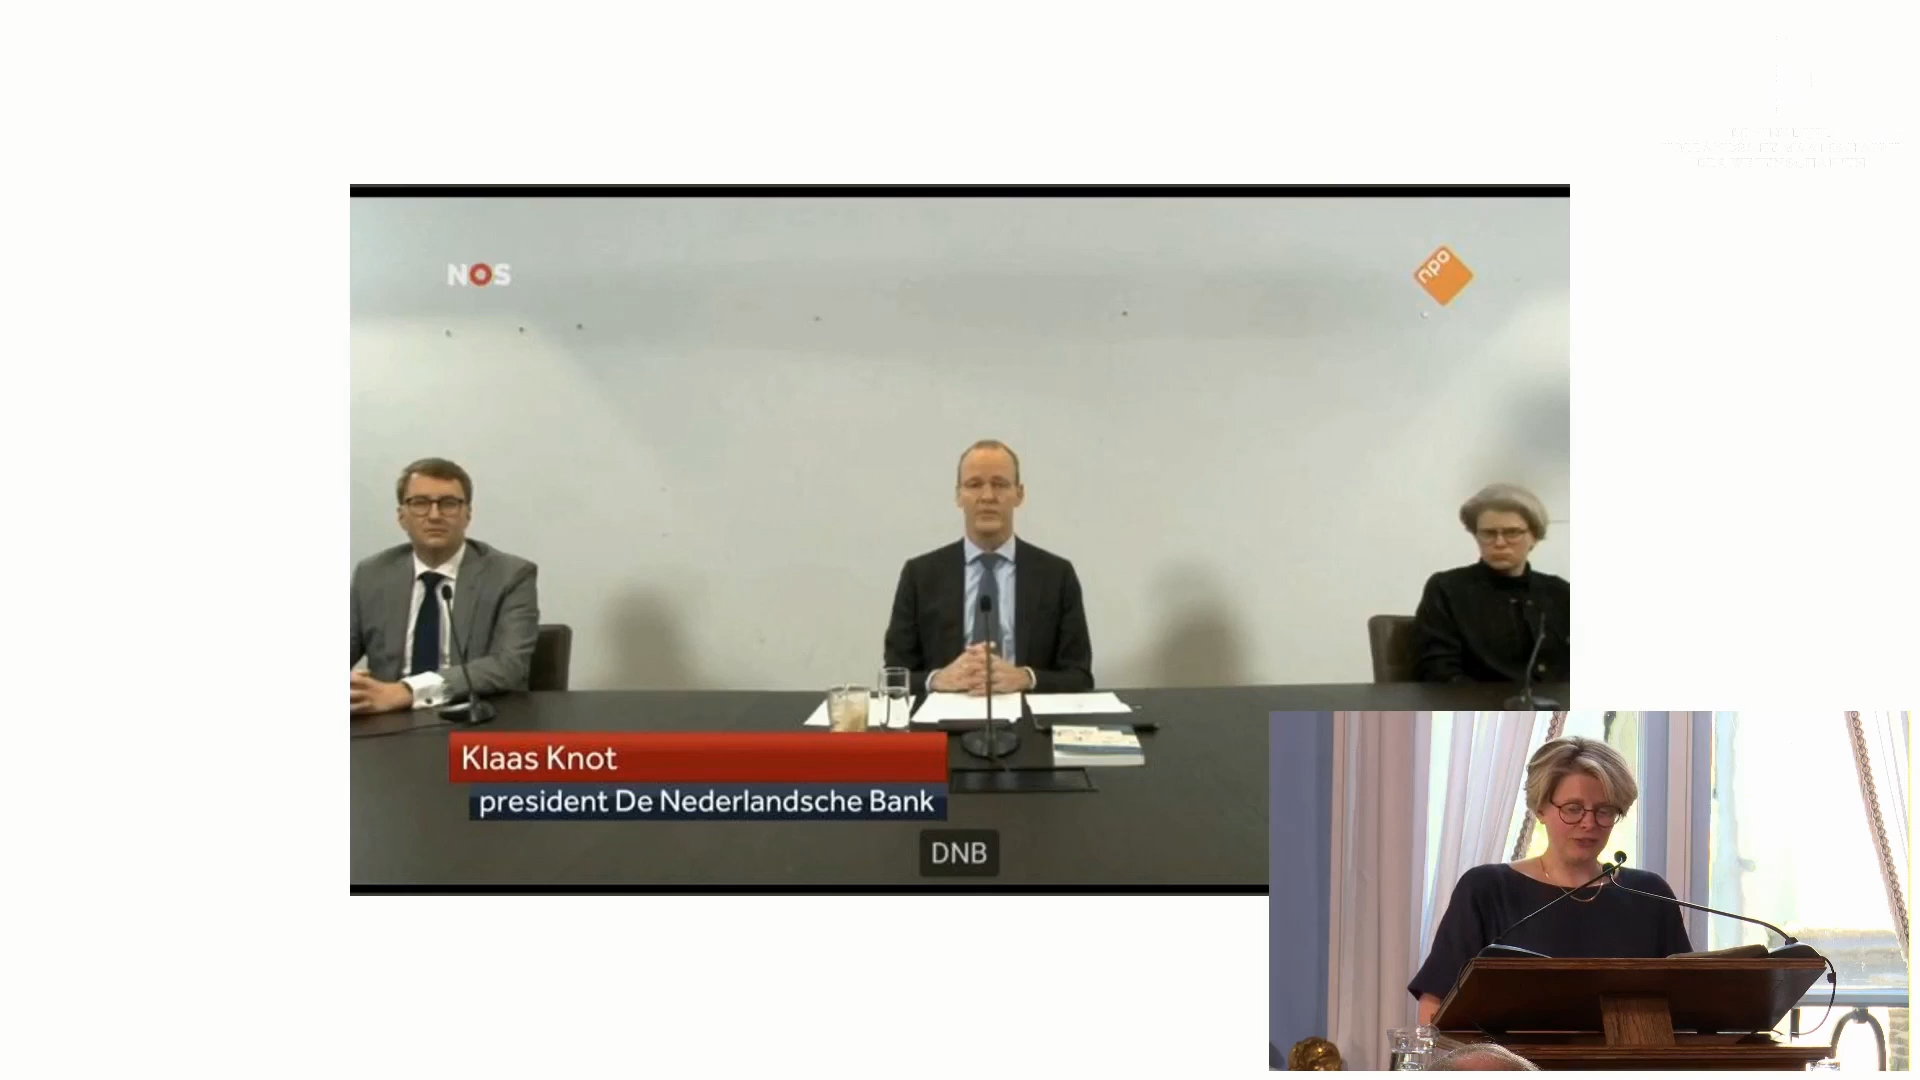 NOS
npo
Klaas Knot
president De Nederlandsche Bank
DNB